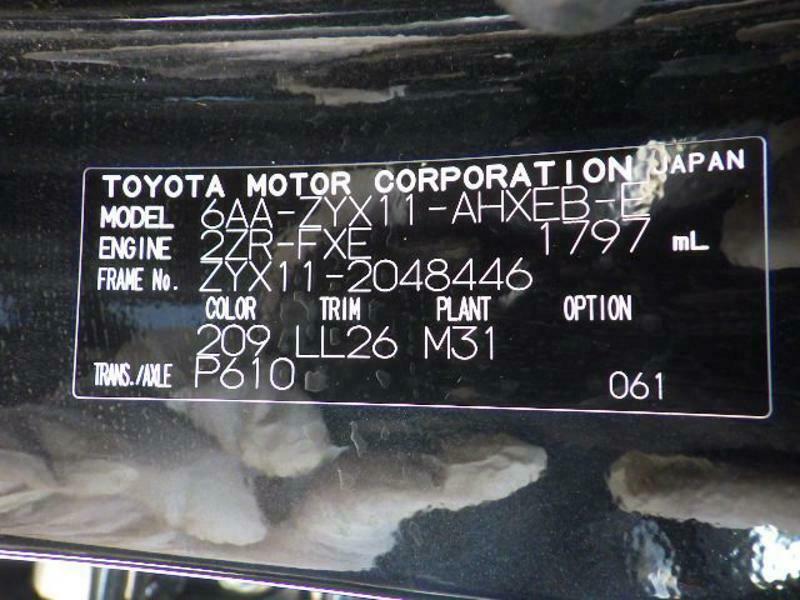 TOYOTA MOTOR CORPORATION JAPAN
MODEL 6AA-ZYX11-AHXEB-E
ENGINE 2ZR-FXE 1797 mL
FRAME No. ZYX11-2048446
COLOR TRIM PLANT OPTION
209 LL26 M31
TRANS./AXLE P610 061